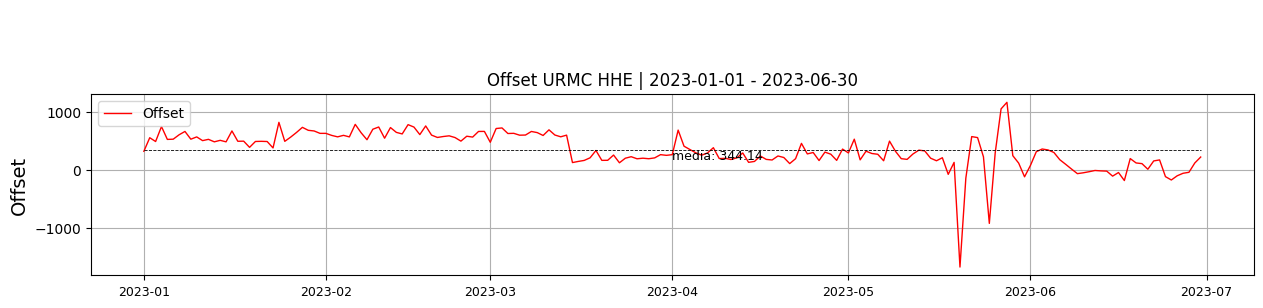 Offset URMC HHE | 2023-01-01 - 2023-06-30
Offset
1000
0
−1000
Offset
media: 344.14
2023-01 2023-02 2023-03 2023-04 2023-05 2023-06 2023-07